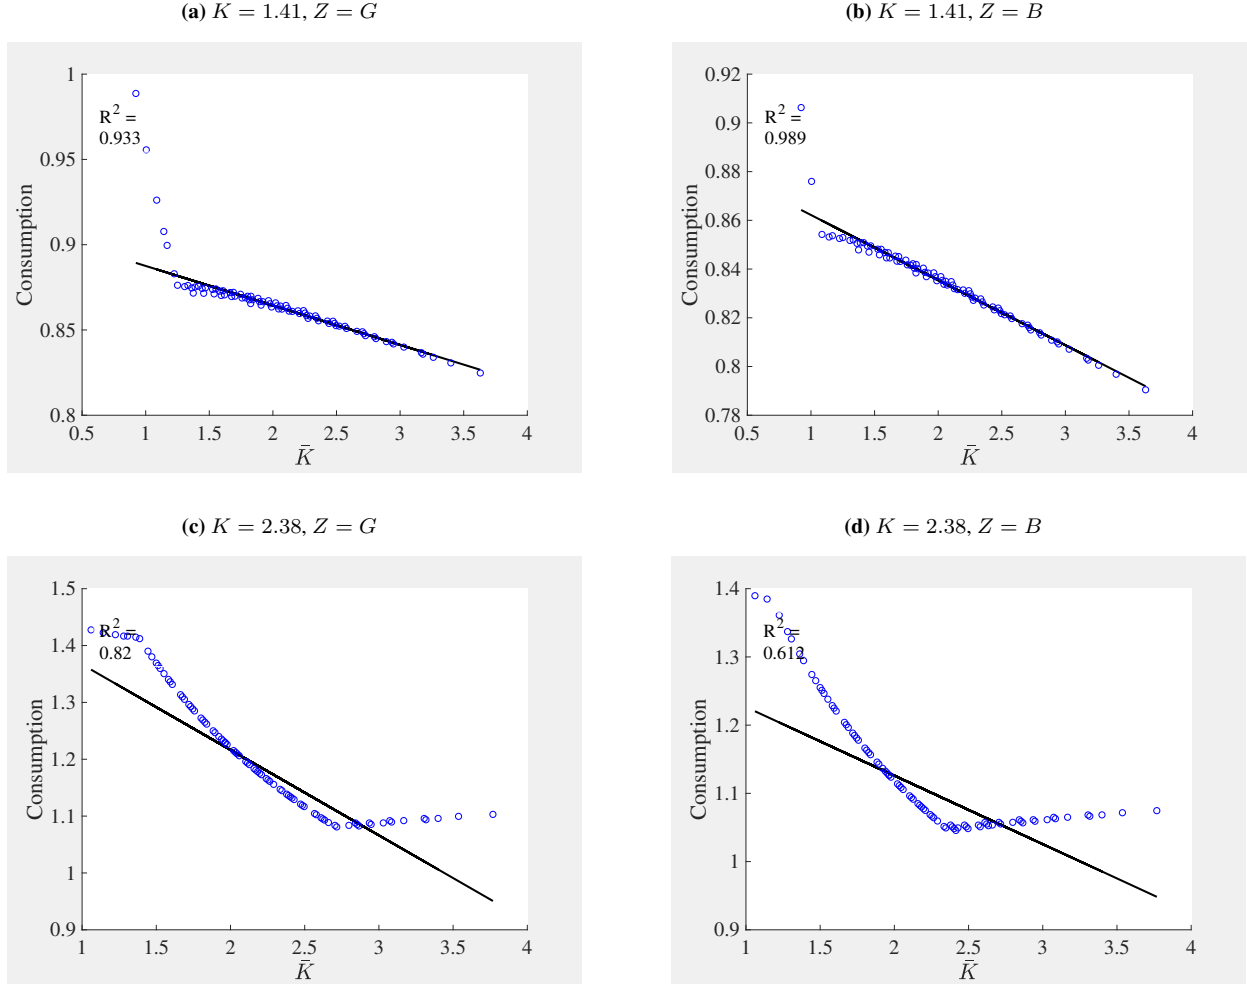 (a) K = 1.41, Z = G
(b) K = 1.41, Z = B
1
0.95
0.9
0.85
0.8
Consumption
R² =
0.933
0.5 1 1.5 2 2.5 3 3.5 4
K̄
0.92
0.9
0.88
0.86
0.84
0.82
0.8
0.78
Consumption
R² =
0.989
0.5 1 1.5 2 2.5 3 3.5 4
K̄
(c) K = 2.38, Z = G
(d) K = 2.38, Z = B
1.5
1.4
1.3
1.2
1.1
1
0.9
Consumption
R² =
0.82
1 1.5 2 2.5 3 3.5 4
K̄
1.4
1.3
1.2
1.1
1
0.9
Consumption
R² =
0.612
1 1.5 2 2.5 3 3.5 4
K̄